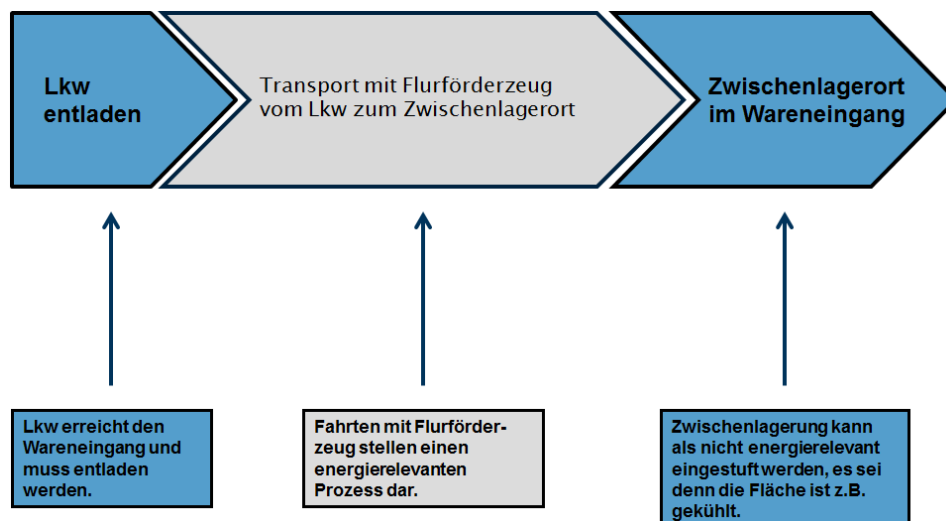 Lkw
entladen
Transport mit Flurförderzeug
vom Lkw zum Zwischenlagerort
Zwischenlagerort
im Wareneingang
Lkw erreicht den
Wareneingang und
muss entladen
werden.
Fahrten mit Flurförder-
zeug stellen einen
energierelevanten
Prozess dar.
Zwischenlagerung kann
als nicht energierelevant
eingestuft werden, es sei
denn die Fläche ist z.B.
gekühlt.